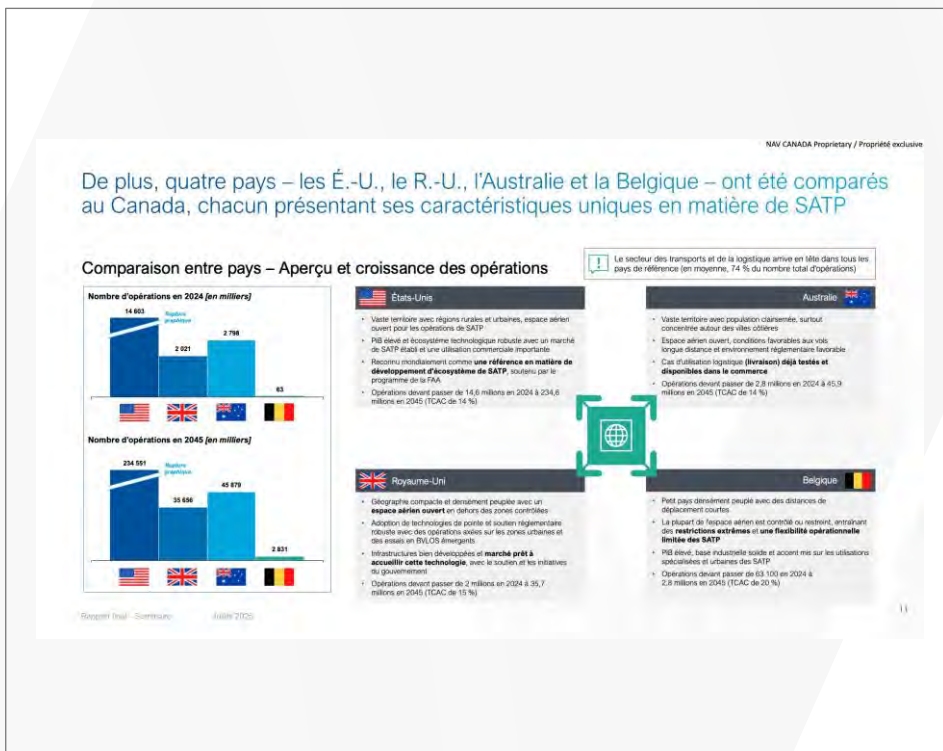 NAV CANADA Proprietary / Propriété exclusive
De plus, quatre pays – les É.-U., le R.-U., l'Australie et la Belgique – ont été comparés
au Canada, chacun présentant ses caractéristiques uniques en matière de SATP
Comparaison entre pays – Aperçu et croissance des opérations
! Le secteur des transports et de la logistique arrive en tête dans tous les
pays de référence (en moyenne, 74 % du nombre total d'opérations)
Nombre d'opérations en 2024 [en milliers]
14 603
Rupture
graphique
2 021
2 798
63
Nombre d'opérations en 2045 [en milliers]
234 551
Rupture
graphique
35 656
45 879
2 831
États-Unis
• Vaste territoire avec régions rurales et urbaines, espace aérien
ouvert pour les opérations de SATP
• PIB élevé et écosystème technologique robuste avec un marché
de SATP établi et une utilisation commerciale importante
• Reconnu mondialement comme une référence en matière de
développement d'écosystème de SATP, soutenu par le
programme de la FAA
• Opérations devant passer de 14,6 millions en 2024 à 234,6
millions en 2045 (TCAC de 14 %)
Australie
• Vaste territoire avec population clairsemée, surtout
concentrée autour des villes côtières
• Espace aérien ouvert, conditions favorables aux vols
longue distance et environnement réglementaire favorable
• Cas d'utilisation logistique (livraison) déjà testés et
disponibles dans le commerce
• Opérations devant passer de 2,8 millions en 2024 à 45,9
millions en 2045 (TCAC de 14 %)
Royaume-Uni
• Géographie compacte et densément peuplée avec un
espace aérien ouvert en dehors des zones contrôlées
• Adoption de technologies de pointe et soutien réglementaire
robuste avec des opérations axées sur les zones urbaines et
des essais en BVLOS émergents
• Infrastructures bien développées et marché prêt à
accueillir cette technologie, avec le soutien et les initiatives
du gouvernement
• Opérations devant passer de 2 millions en 2024 à 35,7
millions en 2045 (TCAC de 15 %)
Belgique
• Petit pays densément peuplé avec des distances de
déplacement courtes
• La plupart de l'espace aérien est contrôlé ou restreint, entraînant
des restrictions extrêmes et une flexibilité opérationnelle
limitée des SATP
• PIB élevé, base industrielle solide et accent mis sur les utilisations
spécialisées et urbaines des SATP
• Opérations devant passer de 63 100 en 2024 à
2,8 millions en 2045 (TCAC de 20 %)
Rapport final - Sommaire Juillet 2025
11